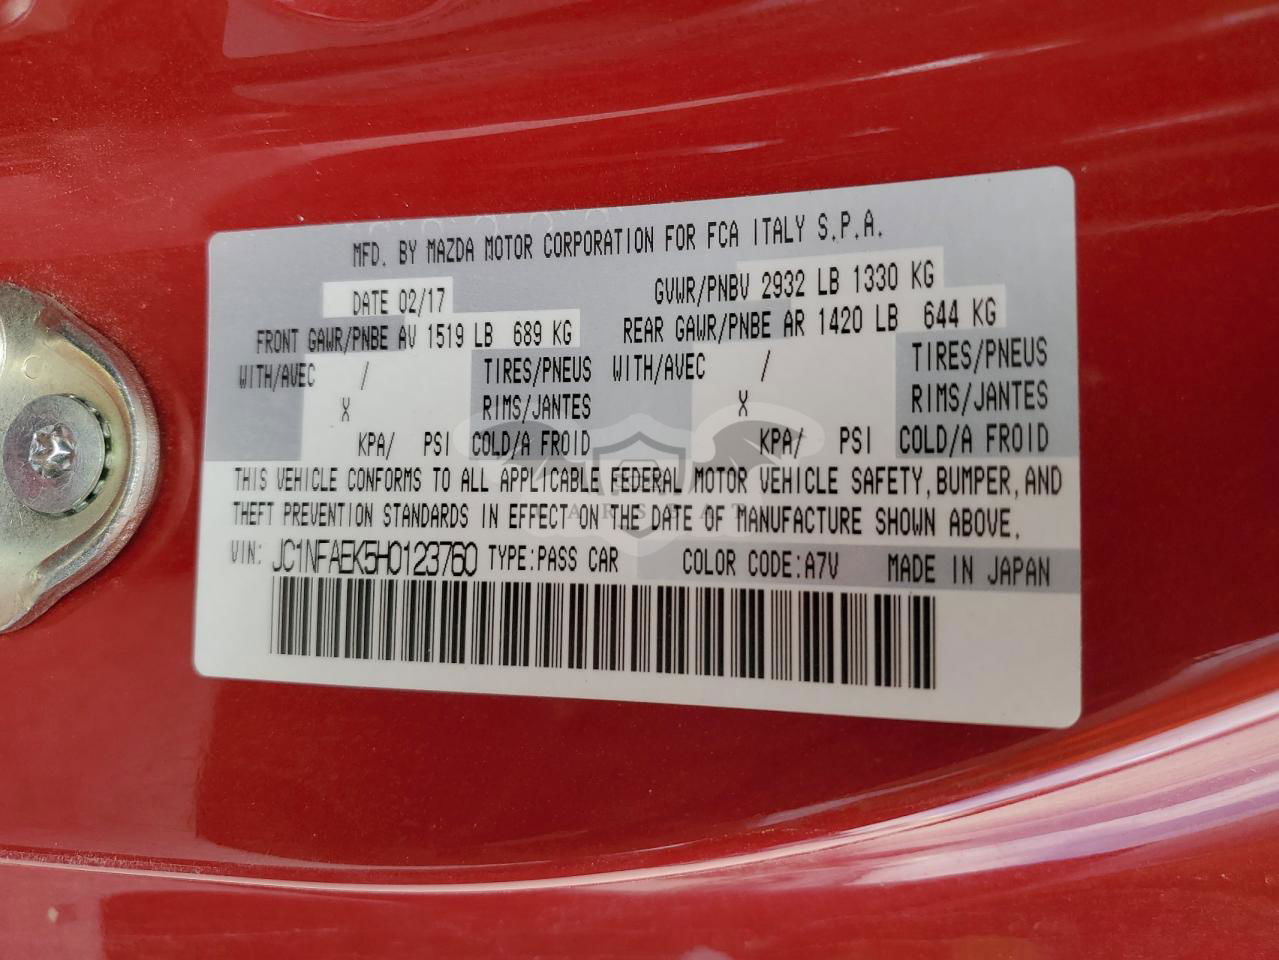 MFD. BY MAZDA MOTOR CORPORATION FOR FCA ITALY S.P.A.
DATE 02/17 GVWR/PNBV 2932 LB 1330 KG
FRONT GAWR/PNBE AV 1519 LB 689 KG REAR GAWR/PNBE AR 1420 LB 644 KG
WITH/AVEC / TIRES/PNEUS WITH/AVEC / TIRES/PNEUS
X RIMS/JANTES X RIMS/JANTES
KPA/ PSI COLD/A FROID KPA/ PSI COLD/A FROID
THIS VEHICLE CONFORMS TO ALL APPLICABLE FEDERAL MOTOR VEHICLE SAFETY, BUMPER, AND
THEFT PREVENTION STANDARDS IN EFFECT ON THE DATE OF MANUFACTURE SHOWN ABOVE.
VIN: JC1NFAEK5H0123760 TYPE:PASS CAR COLOR CODE:A7V MADE IN JAPAN